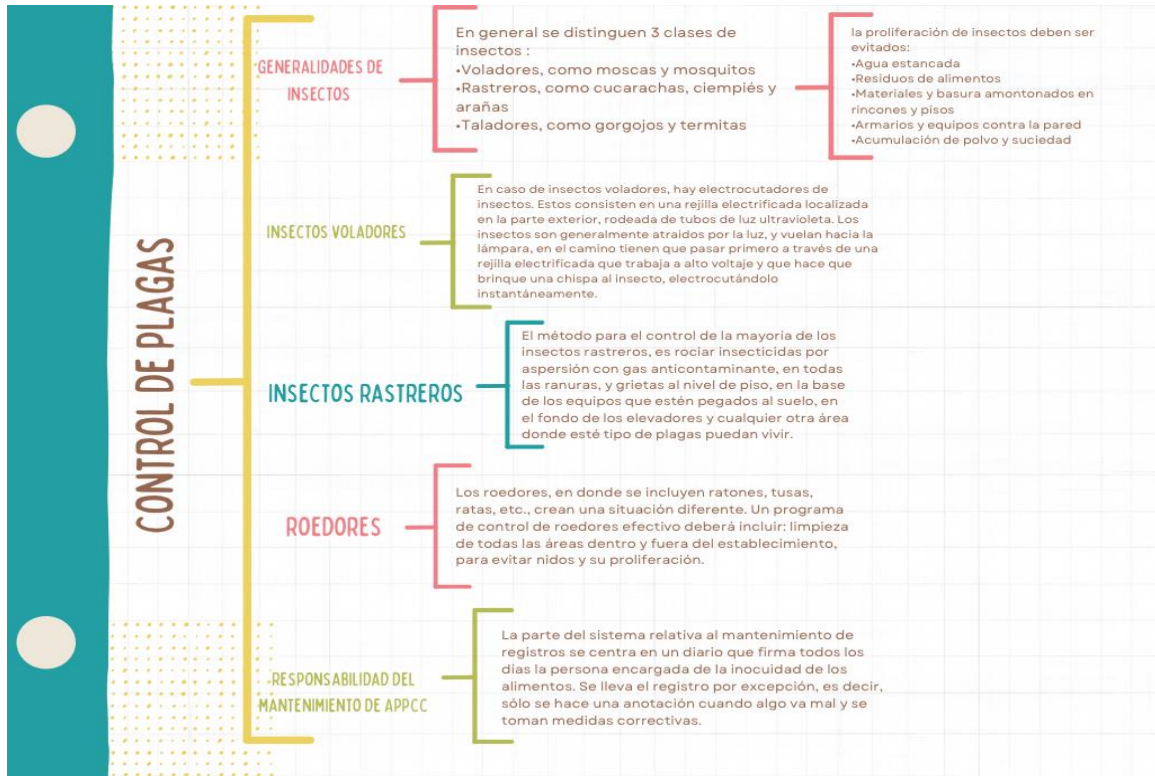 CONTROL DE PLAGAS
GENERALIDADES DE
INSECTOS
En general se distinguen 3 clases de
insectos :
•Voladores, como moscas y mosquitos
•Rastreros, como cucarachas, ciempiés y
arañas
•Taladores, como gorgojos y termitas
la proliferación de insectos deben ser
evitados:
•Agua estancada
•Residuos de alimentos
•Materiales y basura amontonados en
rincones y pisos
•Armarios y equipos contra la pared
•Acumulación de polvo y suciedad
INSECTOS VOLADORES
En caso de insectos voladores, hay electrocutadores de
insectos. Estos consisten en una rejilla electrificada localizada
en la parte exterior, rodeada de tubos de luz ultravioleta. Los
insectos son generalmente atraidos por la luz, y vuelan hacia la
lámpara, en el camino tienen que pasar primero a través de una
rejilla electrificada que trabaja a alto voltaje y que hace que
brinque una chispa al insecto, electrocutándolo
instantáneamente.
INSECTOS RASTREROS
El método para el control de la mayoria de los
insectos rastreros, es rociar insecticidas por
aspersión con gas anticontaminante, en todas
las ranuras, y grietas al nivel de piso, en la base
de los equipos que estén pegados al suelo, en
el fondo de los elevadores y cualquier otra área
donde esté tipo de plagas puedan vivir.
ROEDORES
Los roedores, en donde se incluyen ratones, tusas,
ratas, etc., crean una situación diferente. Un programa
de control de roedores efectivo deberá incluir: limpieza
de todas las áreas dentro y fuera del establecimiento,
para evitar nidos y su proliferación.
RESPONSABILIDAD DEL
MANTENIMIENTO DE APPCC
La parte del sistema relativa al mantenimiento de
registros se centra en un diario que firma todos los
dias la persona encargada de la inocuidad de los
alimentos. Se lleva el registro por excepción, es decir,
sólo se hace una anotación cuando algo va mal y se
toman medidas correctivas.